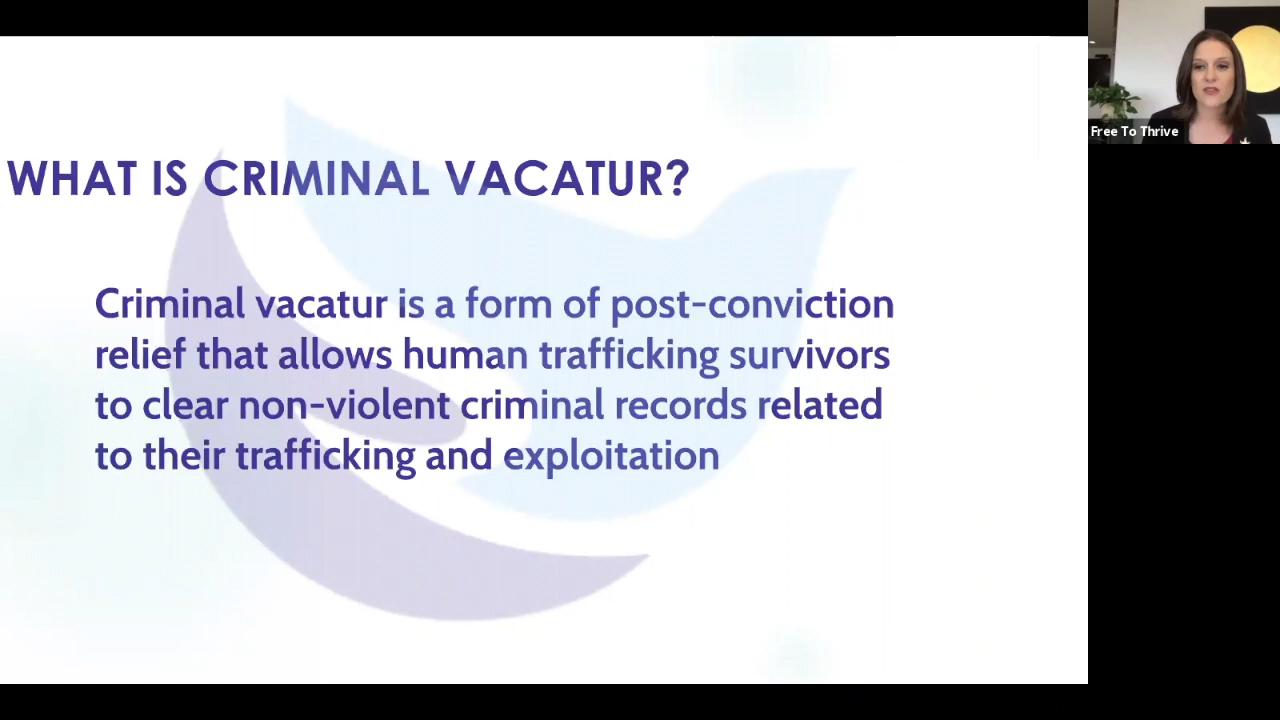 WHAT IS CRIMINAL VACATUR?
Criminal vacatur is a form of post-conviction
relief that allows human trafficking survivors
to clear non-violent criminal records related
to their trafficking and exploitation
Free To Thrive